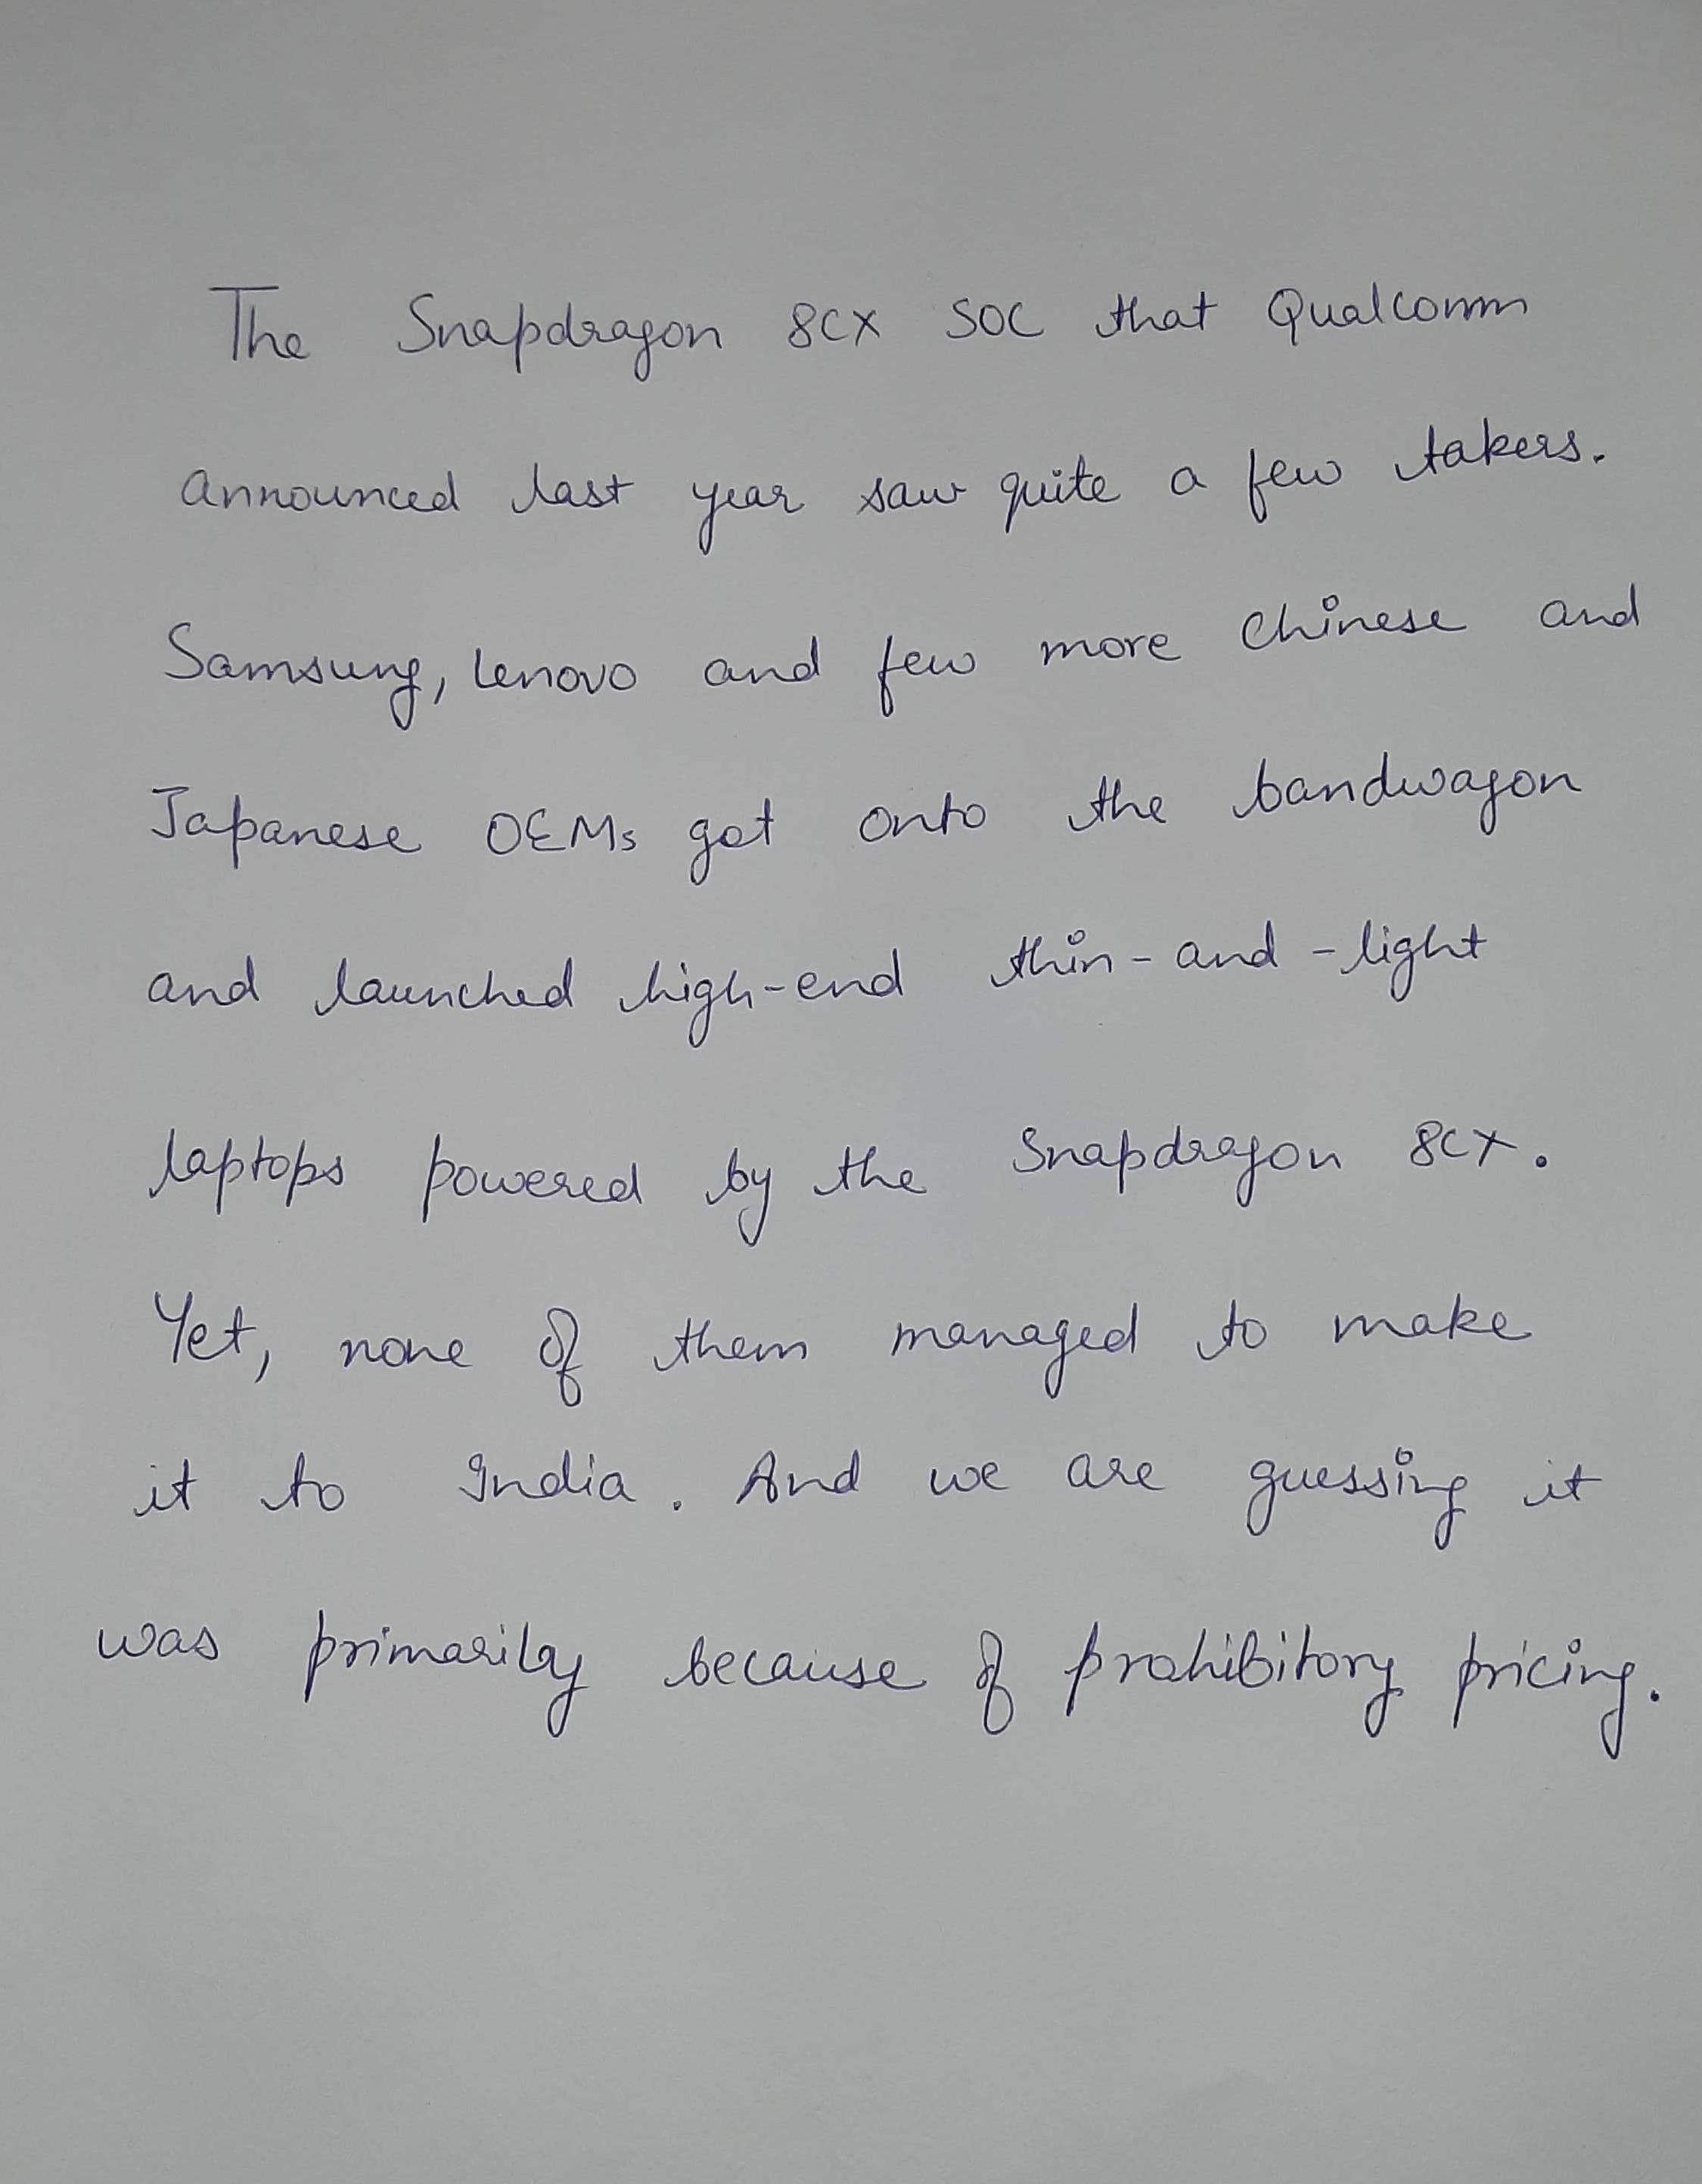 The Snapdragon 8CX SOC that Qualcomm
announced last year saw quite a few takers.
Samsung, Lenovo and few more Chinese and
Japanese OEMs got onto the bandwagon
and launched high-end thin-and-light
laptops powered by the Snapdragon 8CX.
Yet, none of them managed to make
it to India. And we are guessing it
was primarily because of prohibitory pricing.